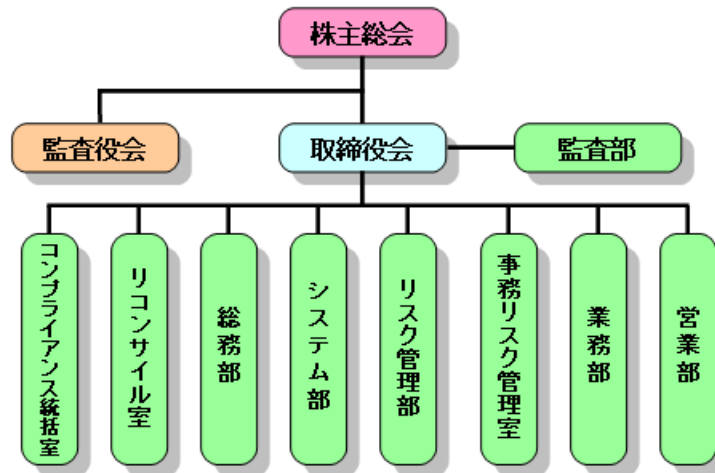 株主総会
監査役会
取締役会
監査部
コンプライアンス統括室
リコンサイル室
総務部
システム部
リスク管理部
事務リスク管理室
業務部
営業部